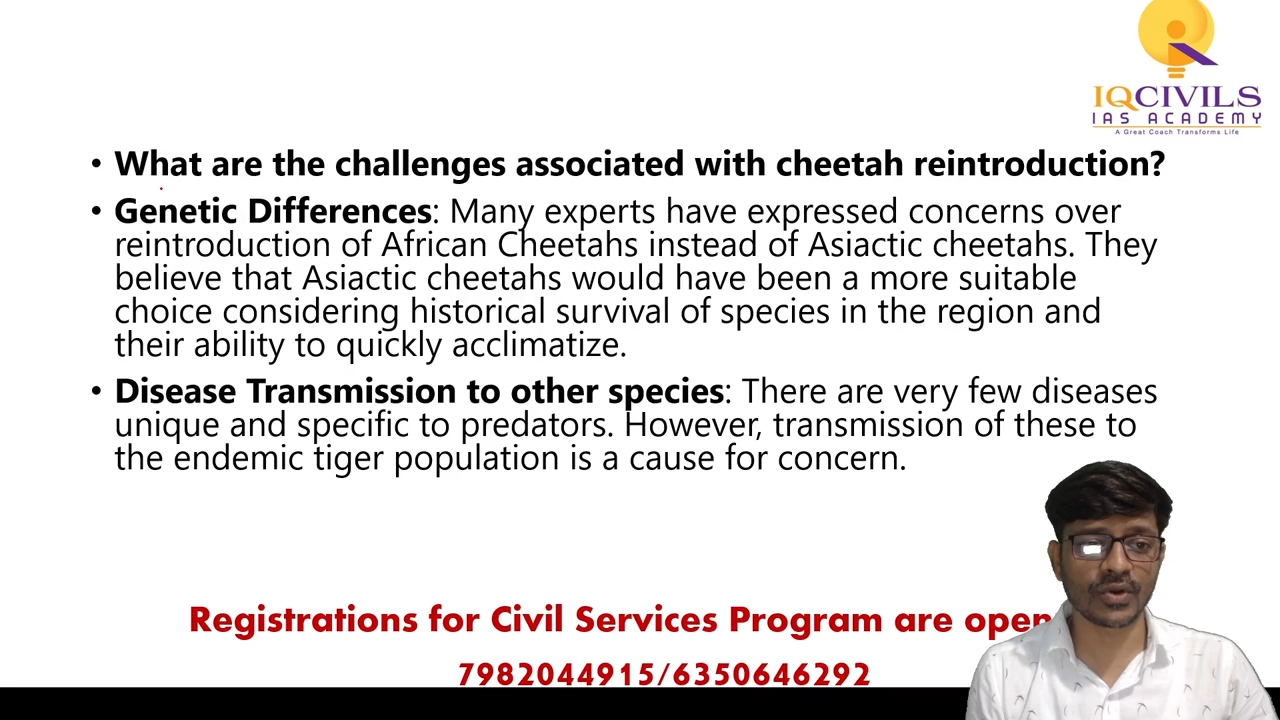 IQCIVILS
IAS ACADEMY
A Great Coach Transforms Life
• What are the challenges associated with cheetah reintroduction?
• Genetic Differences: Many experts have expressed concerns over
reintroduction of African Cheetahs instead of Asiactic cheetahs. They
believe that Asiactic cheetahs would have been a more suitable
choice considering historical survival of species in the region and
their ability to quickly acclimatize.
• Disease Transmission to other species: There are very few diseases
unique and specific to predators. However, transmission of these to
the endemic tiger population is a cause for concern.
Registrations for Civil Services Program are open
7982044915/6350646292